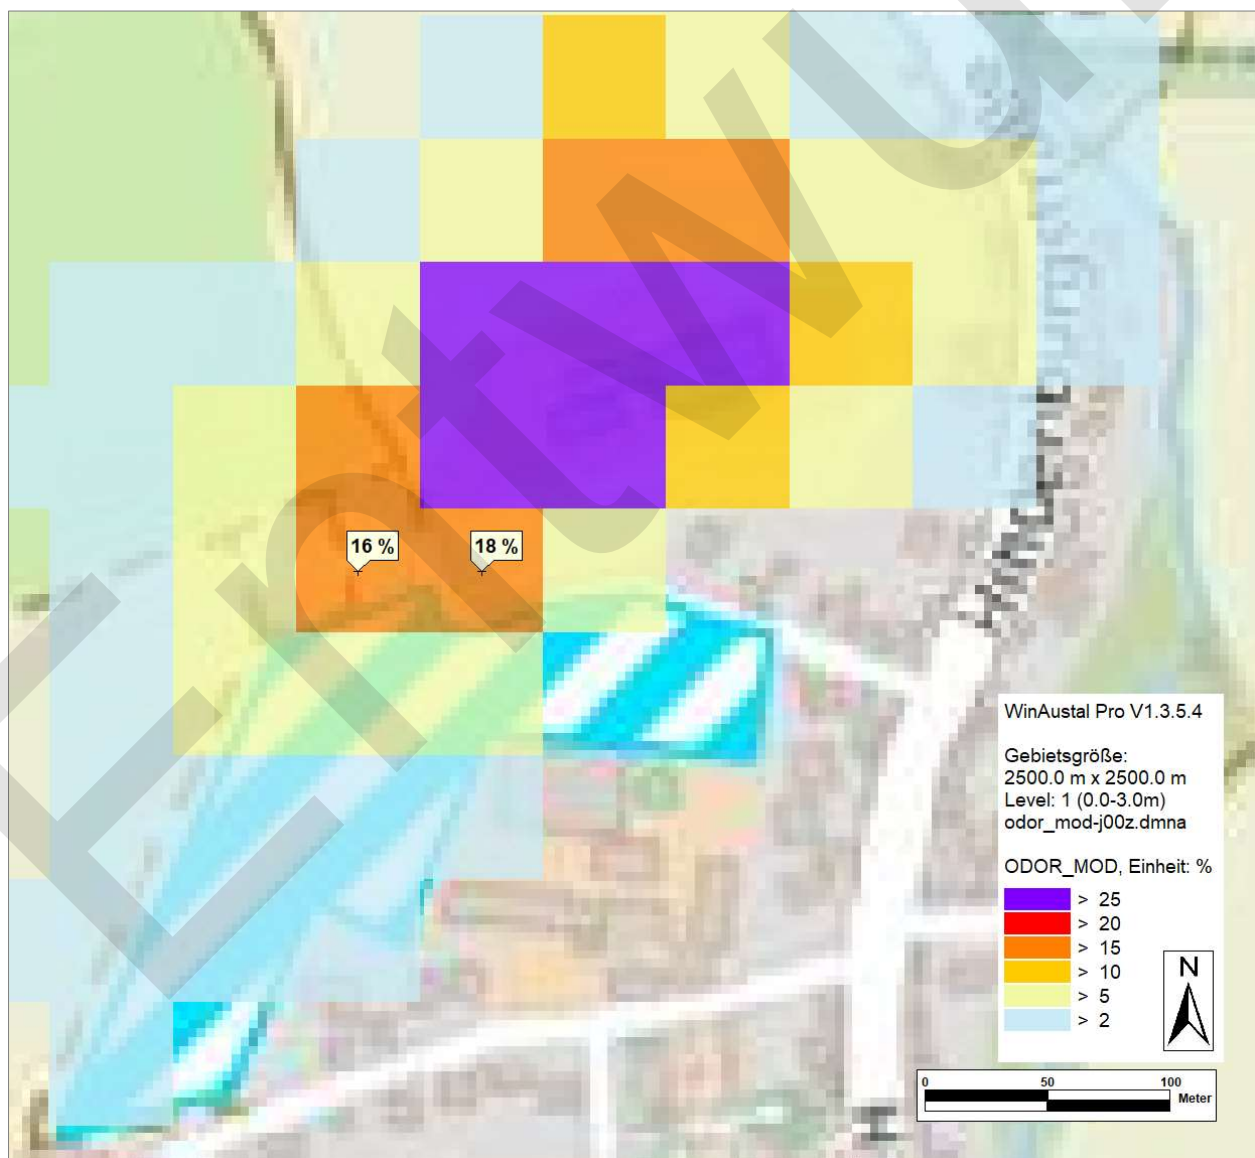 Entwu
16 %
18 %
WinAustal Pro V1.3.5.4
Gebietsgröße:
2500.0 m x 2500.0 m
Level: 1 (0.0-3.0m)
odor_mod-j00z.dmna
ODOR_MOD, Einheit: %
> 25
> 20
> 15
> 10
> 5
> 2
N
0 50 100
Meter